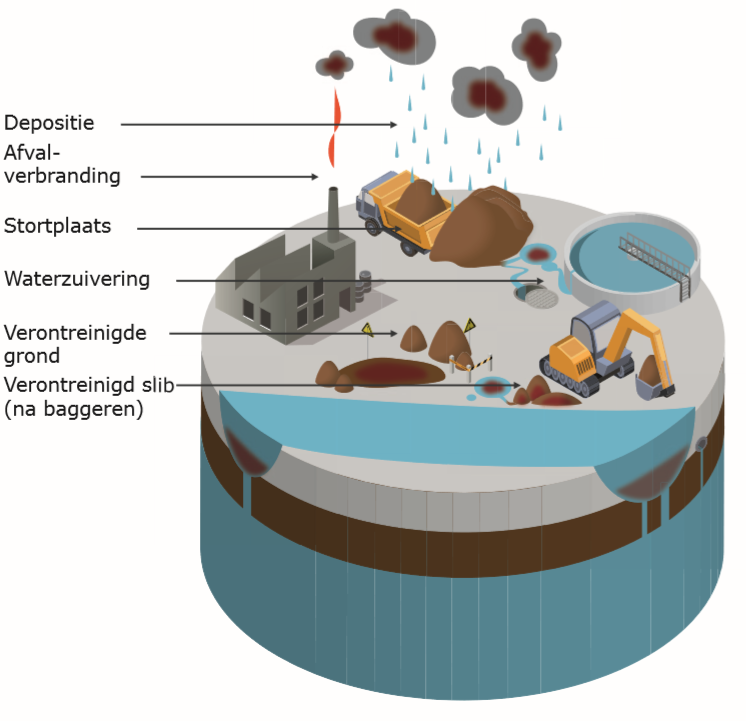 Depositie
Afval-
verbranding
Stortplaats
Waterzuivering
Verontreinigde
grond
Verontreinigd slib
(na baggeren)